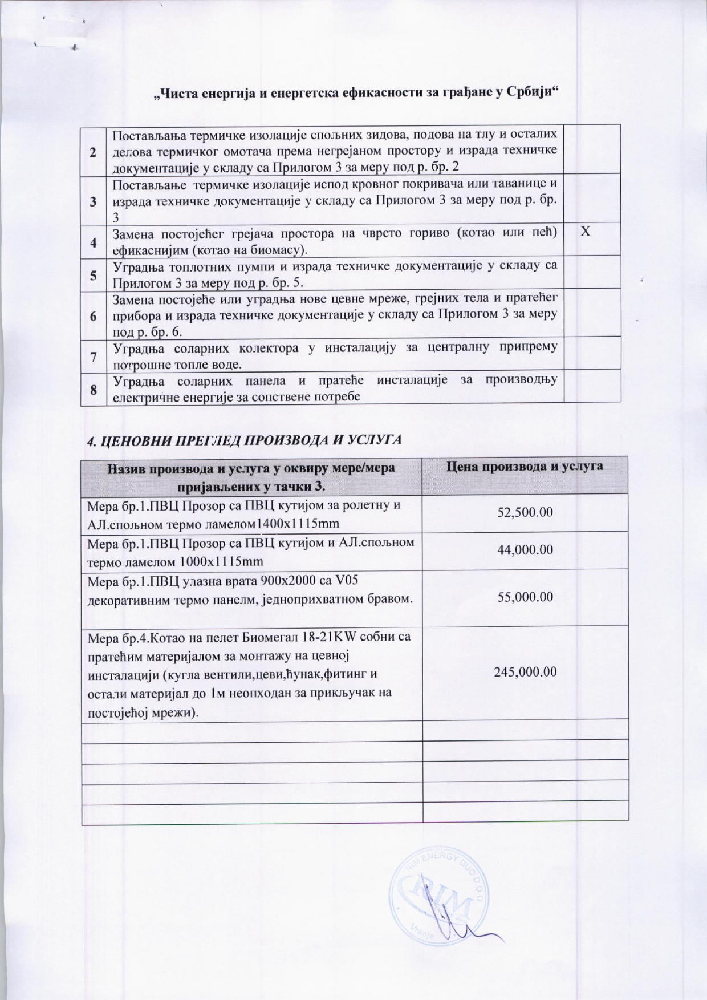 „Чиста енергија и енергетска ефикасности за грађане у Србији“
2
Постављања термичке изолације спољних зидова, подова на тлу и осталих
делова термичког омотача према негрејаном простору и израда техничке
документације у складу са Прилогом 3 за меру под р. бр. 2
3
Постављање термичке изолације испод кровног покривача или таванице и
израда техничке документације у складу са Прилогом 3 за меру под р. бр.
3
4
Замена постојећег грејача простора на чврсто гориво (котао или пећ)
ефикаснијим (котао на биомасу).
X
5
Уградња топлотних пумпи и израда техничке документације у складу са
Прилогом 3 за меру под р. бр. 5.
6
Замена постојеће или уградња нове цевне мреже, грејних тела и пратећег
прибора и израда техничке документације у складу са Прилогом 3 за меру
под р. бр. 6.
7
Уградња соларних колектора у инсталацију за централну припрему
потрошне топле воде.
8
Уградња соларних панела и пратеће инсталације за производњу
електричне енергије за сопствене потребе
4. ЦЕНОВНИ ПРЕГЛЕД ПРОИЗВОДА И УСЛУГА
Назив производа и услуга у оквиру мере/мера
пријављених у тачки 3.
Цена производа и услуга
Мера бр.1.ПВЦ Прозор са ПВЦ кутијом за ролетну и
АЛ.спољном термо ламелом1400x1115mm
52,500.00
Мера бр.1.ПВЦ Прозор са ПВЦ кутијом и АЛ.спољном
термо ламелом 1000x1115mm
44,000.00
Мера бр.1.ПВЦ улазна врата 900x2000 са V05
декоративним термо панелм, једноприхватном бравом.
55,000.00
Мера бр.4.Котао на пелет Биомегал 18-21KW собни са
пратећим материјалом за монтажу на цевној
инсталацији (кугла вентили,цеви,ћунак,фитинг и
остали материјал до 1м неопходан за прикључак на
постојећој мрежи).
245,000.00
RIM ENERGY DUO D.O.O
RIM
Vranje